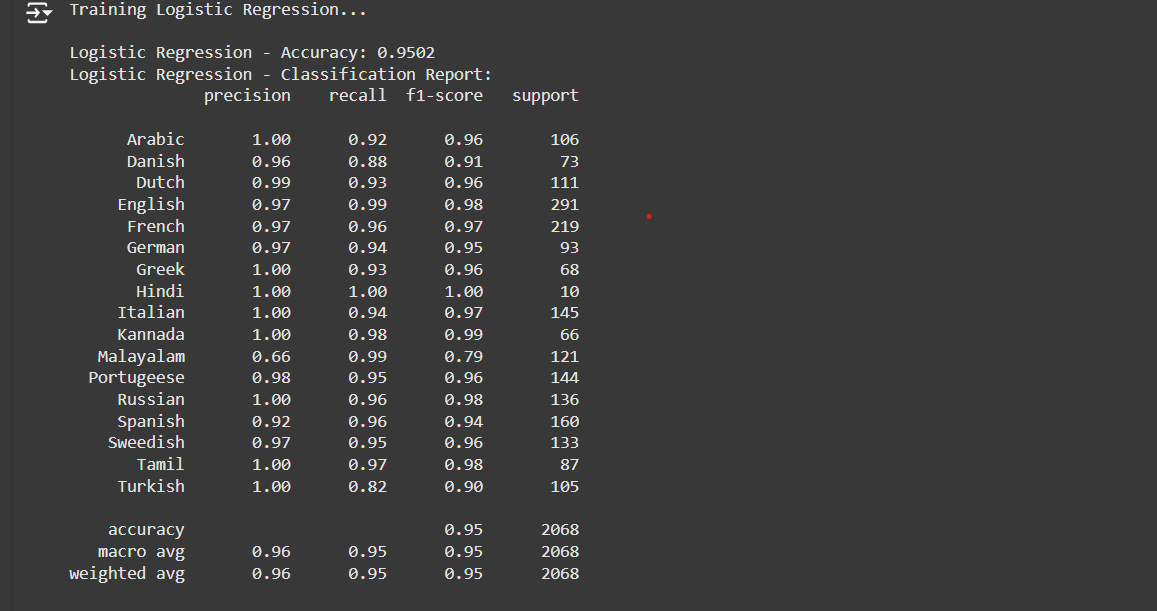 Training Logistic Regression...
Logistic Regression - Accuracy: 0.9502
Logistic Regression - Classification Report:
precision recall f1-score support
Arabic 1.00 0.92 0.96 106
Danish 0.96 0.88 0.91 73
Dutch 0.99 0.93 0.96 111
English 0.97 0.99 0.98 291
French 0.97 0.96 0.97 219
German 0.97 0.94 0.95 93
Greek 1.00 0.93 0.96 68
Hindi 1.00 1.00 1.00 10
Italian 1.00 0.94 0.97 145
Kannada 1.00 0.98 0.99 66
Malayalam 0.66 0.99 0.79 121
Portugeese 0.98 0.95 0.96 144
Russian 1.00 0.96 0.98 136
Spanish 0.92 0.96 0.94 160
Sweedish 0.97 0.95 0.96 133
Tamil 1.00 0.97 0.98 87
Turkish 1.00 0.82 0.90 105
accuracy 0.95 2068
macro avg 0.96 0.95 0.95 2068
weighted avg 0.96 0.95 0.95 2068